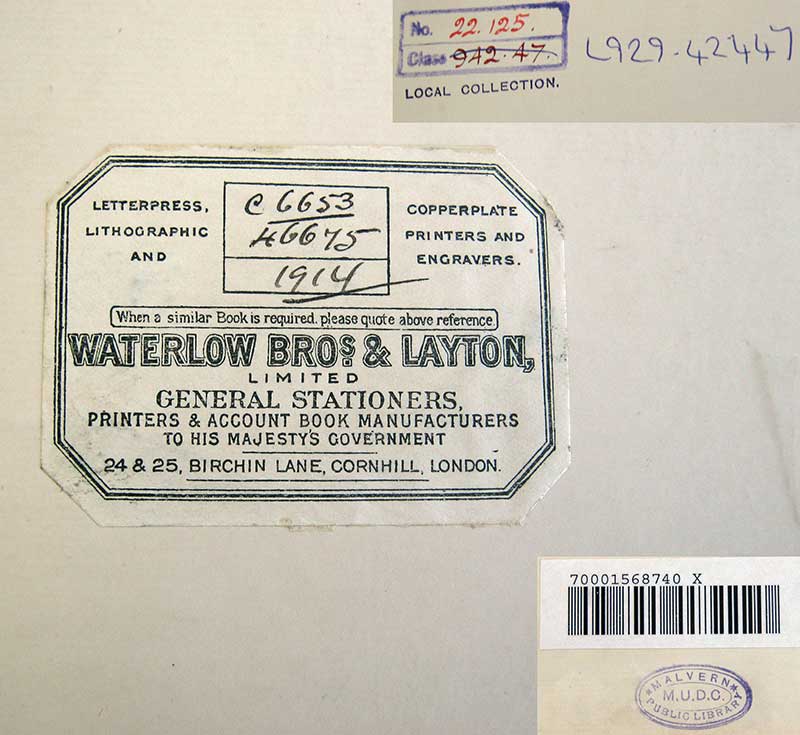 No. 22.125.
Class 942.47.
L929.42447
LOCAL COLLECTION.
LETTERPRESS,
LITHOGRAPHIC
AND
C 6653
46675
1914
COPPERPLATE
PRINTERS AND
ENGRAVERS.
When a similar Book is required, please quote above reference.
WATERLOW BROS. & LAYTON,
LIMITED
GENERAL STATIONERS,
PRINTERS & ACCOUNT BOOK MANUFACTURERS
TO HIS MAJESTY'S GOVERNMENT
24 & 25, BIRCHIN LANE, CORNHILL, LONDON.
70001568740 X
MALVERN
M.U.D.C.
PUBLIC LIBRARY